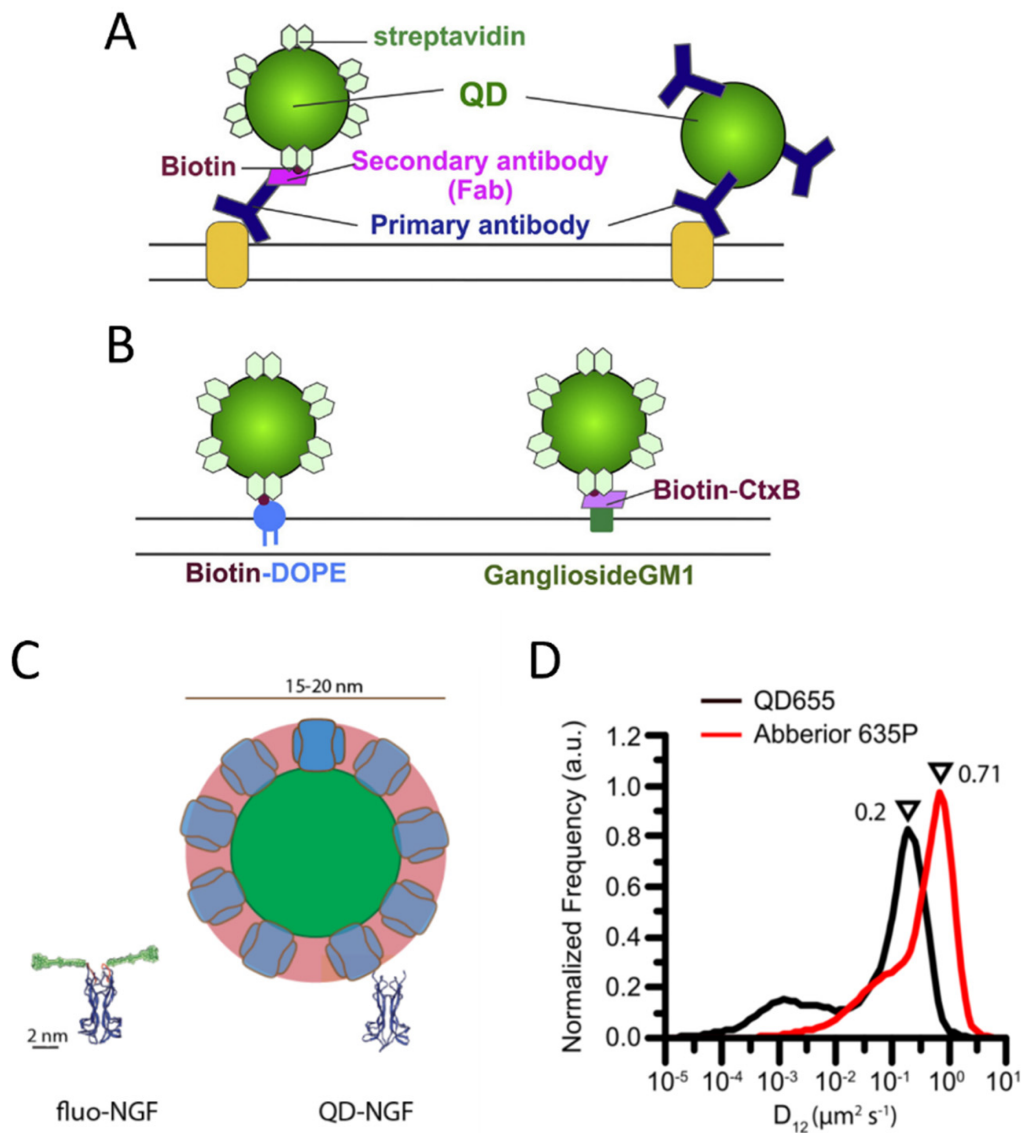 A
streptavidin
QD
Biotin
Secondary antibody
(Fab)
Primary antibody
B
Biotin-CtxB
Biotin-DOPE
GangliosideGM1
C
15-20 nm
2 nm
fluo-NGF
QD-NGF
D
QD655
Abberior 635P
Normalized Frequency (a.u.)
1.2
1.0
0.8
0.6
0.4
0.2
0.0
0.2
0.71
10⁻⁵ 10⁻⁴ 10⁻³ 10⁻² 10⁻¹ 10⁰ 10¹
D₁₂ (µm² s⁻¹)